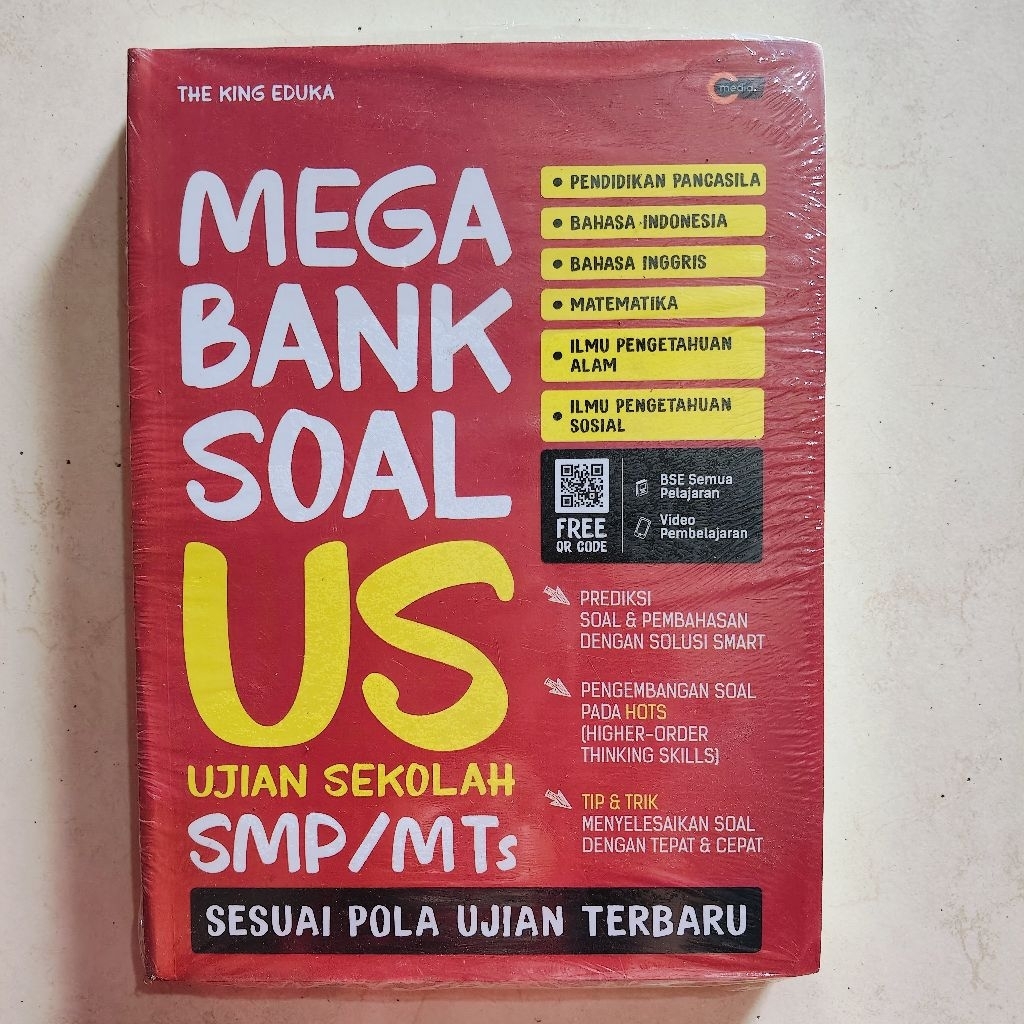 THE KING EDUKA
media
MEGA
BANK
SOAL
US
UJIAN SEKOLAH
SMP/MTs
SESUAI POLA UJIAN TERBARU
• PENDIDIKAN PANCASILA
• BAHASA INDONESIA
• BAHASA INGGRIS
• MATEMATIKA
• ILMU PENGETAHUAN
ALAM
• ILMU PENGETAHUAN
SOSIAL
FREE
QR CODE
BSE Semua
Pelajaran
Video
Pembelajaran
PREDIKSI
SOAL & PEMBAHASAN
DENGAN SOLUSI SMART
PENGEMBANGAN SOAL
PADA HOTS
(HIGHER-ORDER
THINKING SKILLS)
TIP & TRIK
MENYELESAIKAN SOAL
DENGAN TEPAT & CEPAT